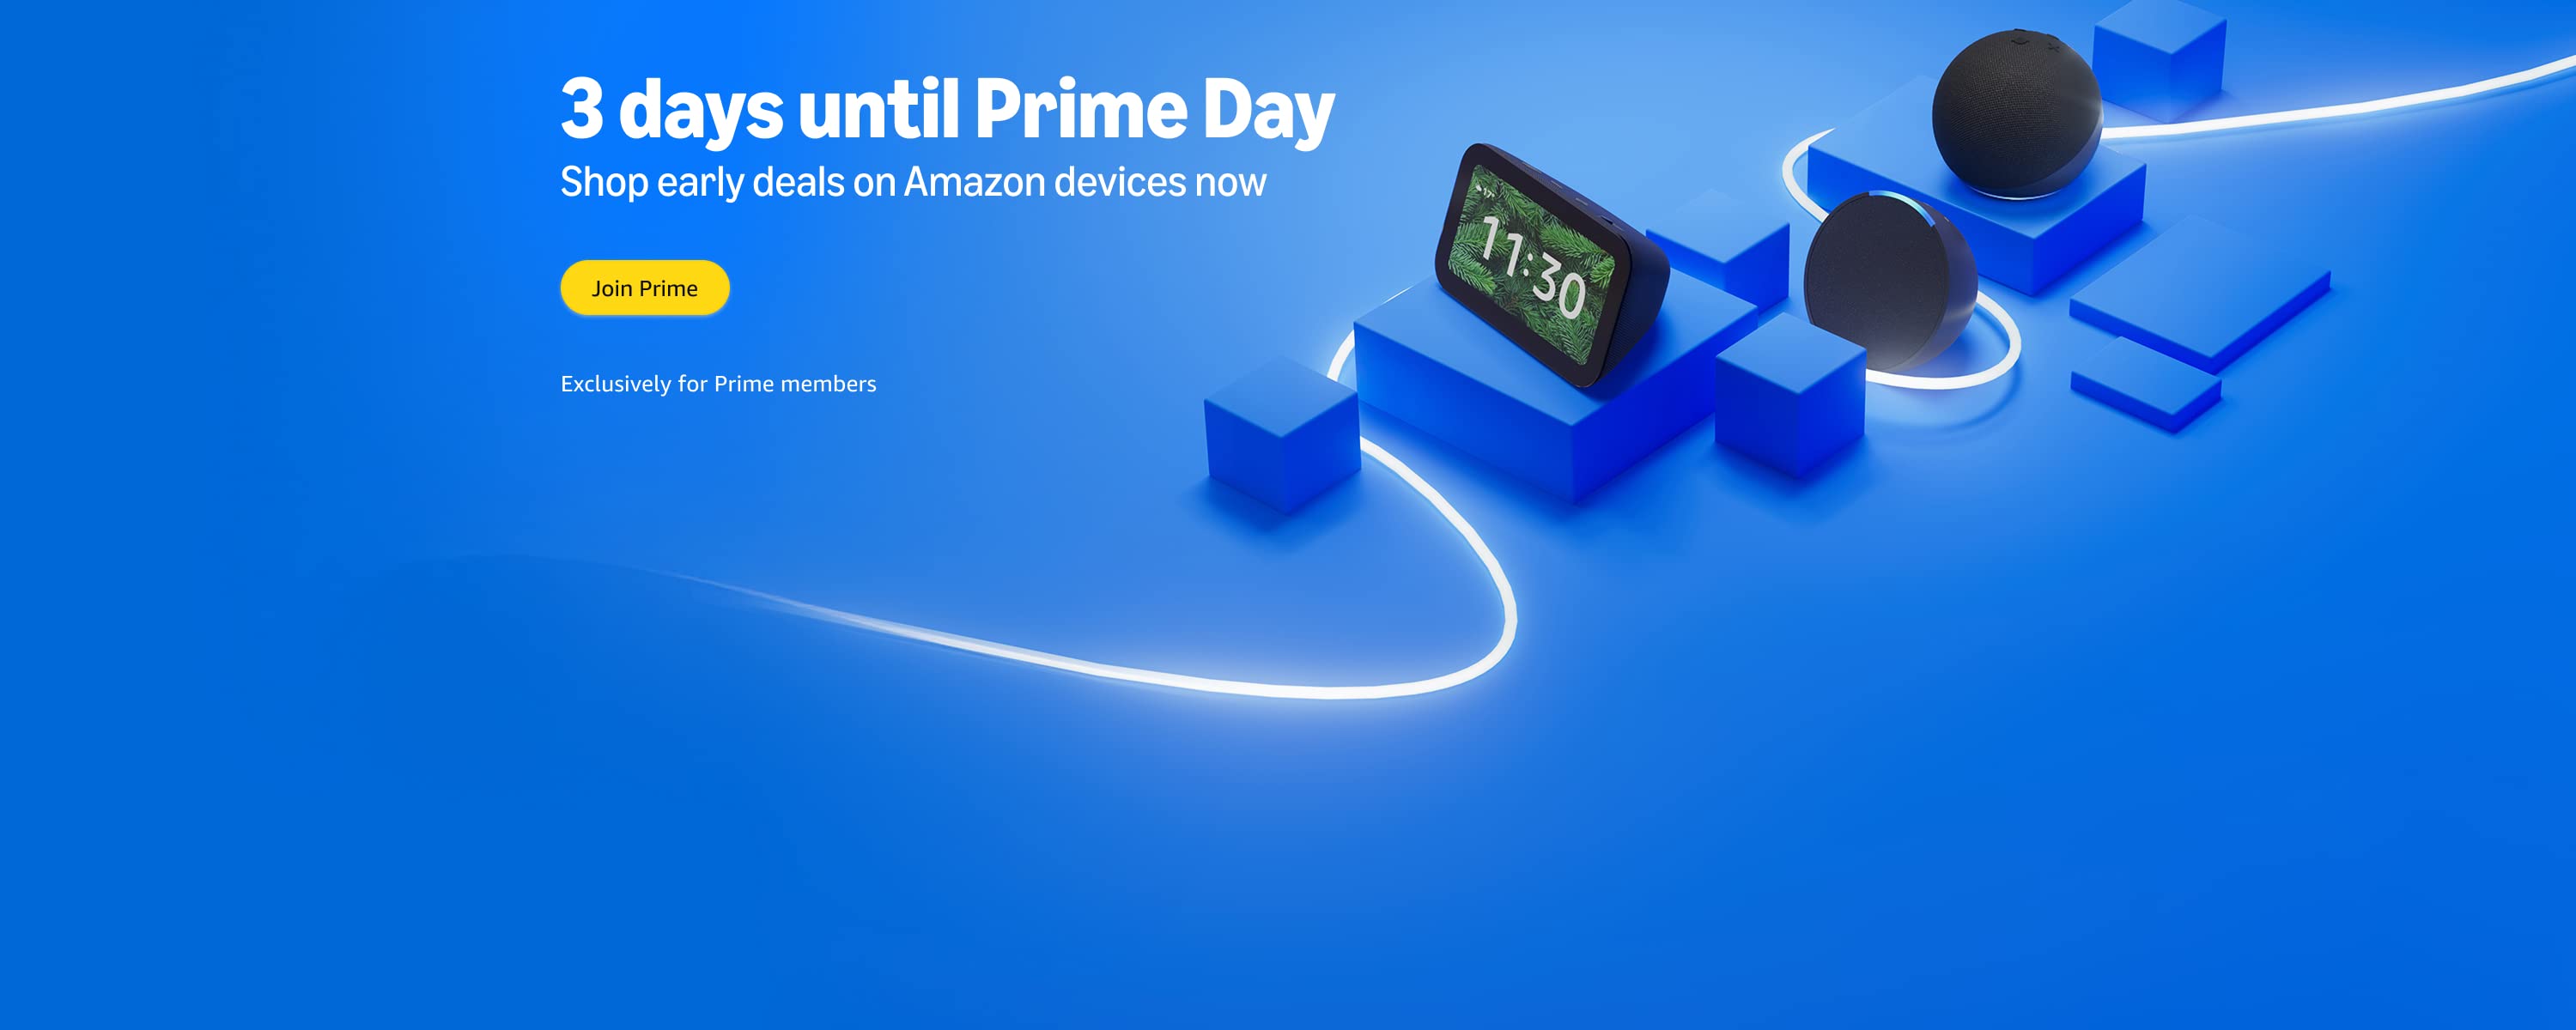 3 days until Prime Day
Shop early deals on Amazon devices now
Join Prime
Exclusively for Prime members
11:30